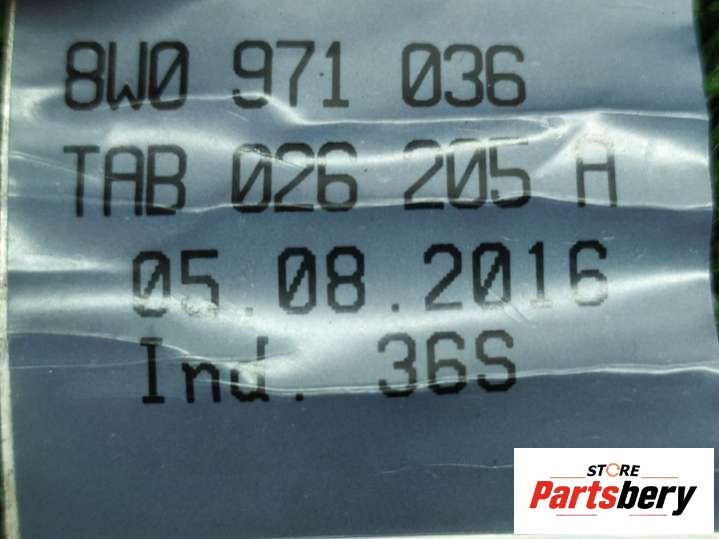 8W0 971 036
TAB 026 205 A
05.08.2016
Ind. 36S
STORE
Partsbery